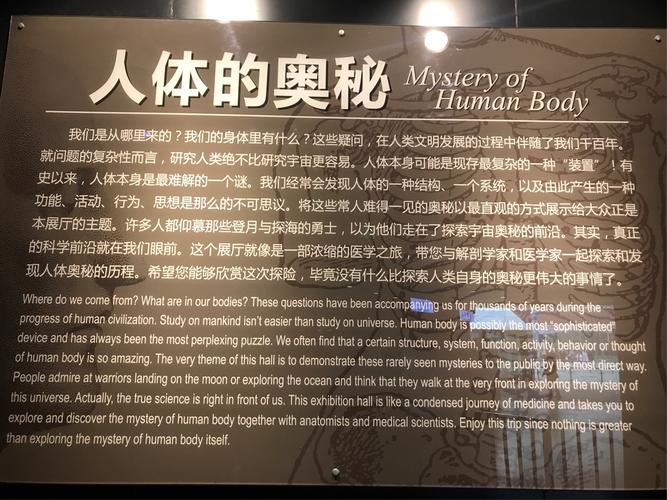 人体的奥秘 Mystery of
Human Body
我们是从哪里来的？我们的身体里有什么？这些疑问，在人类文明发展的过程中伴随了我们千百年。
就问题的复杂性而言，研究人类绝不比研究宇宙更容易。人体本身可能是现存最复杂的一种“装置”！有
史以来，人体本身是最难解的一个谜。我们经常会发现人体的一种结构、一个系统，以及由此产生的一种
功能、活动、行为、思想是那么的不可思议。将这些常人难得一见的奥秘以最直观的方式展示给大众正是
本展厅的主题。许多人都仰慕那些登月与探海的勇士，以为他们走在了探索宇宙奥秘的前沿。其实，真正
的科学前沿就在我们眼前。这个展厅就像是一部浓缩的医学之旅，带您与解剖学家和医学家一起探索和发
现人体奥秘的历程。希望您能够欣赏这次探险，毕竟没有什么比探索人类自身的奥秘更伟大的事情了。
Where do we come from? What are in our bodies? These questions have been accompanying us for thousands of years during the
progress of human civilization. Study on mankind isn't easier than study on universe. Human body is possibly the most "sophisticated"
device and has always been the most perplexing puzzle. We often find that a certain structure, system, function, activity, behavior or thought
of human body is so amazing. The very theme of this hall is to demonstrate these rarely seen mysteries to the public by the most direct way.
People admire at warriors landing on the moon or exploring the ocean and think that they walk at the very front in exploring the mystery of
this universe. Actually, the true science is right in front of us. This exhibition hall is like a condensed journey of medicine and takes you to
explore and discover the mystery of human body together with anatomists and medical scientists. Enjoy this trip since nothing is greater
than exploring the mystery of human body itself.